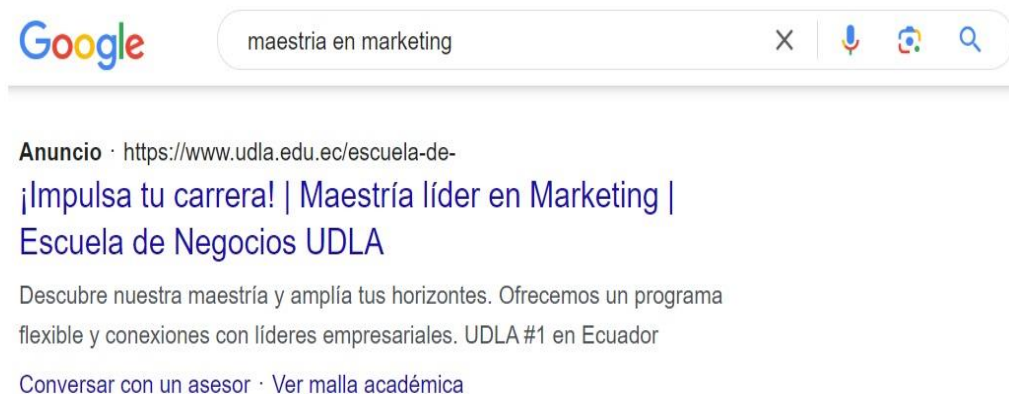 Google
maestria en marketing
Anuncio · https://www.udla.edu.ec/escuela-de-
¡Impulsa tu carrera! | Maestría líder en Marketing |
Escuela de Negocios UDLA
Descubre nuestra maestría y amplía tus horizontes. Ofrecemos un programa
flexible y conexiones con líderes empresariales. UDLA #1 en Ecuador
Conversar con un asesor · Ver malla académica